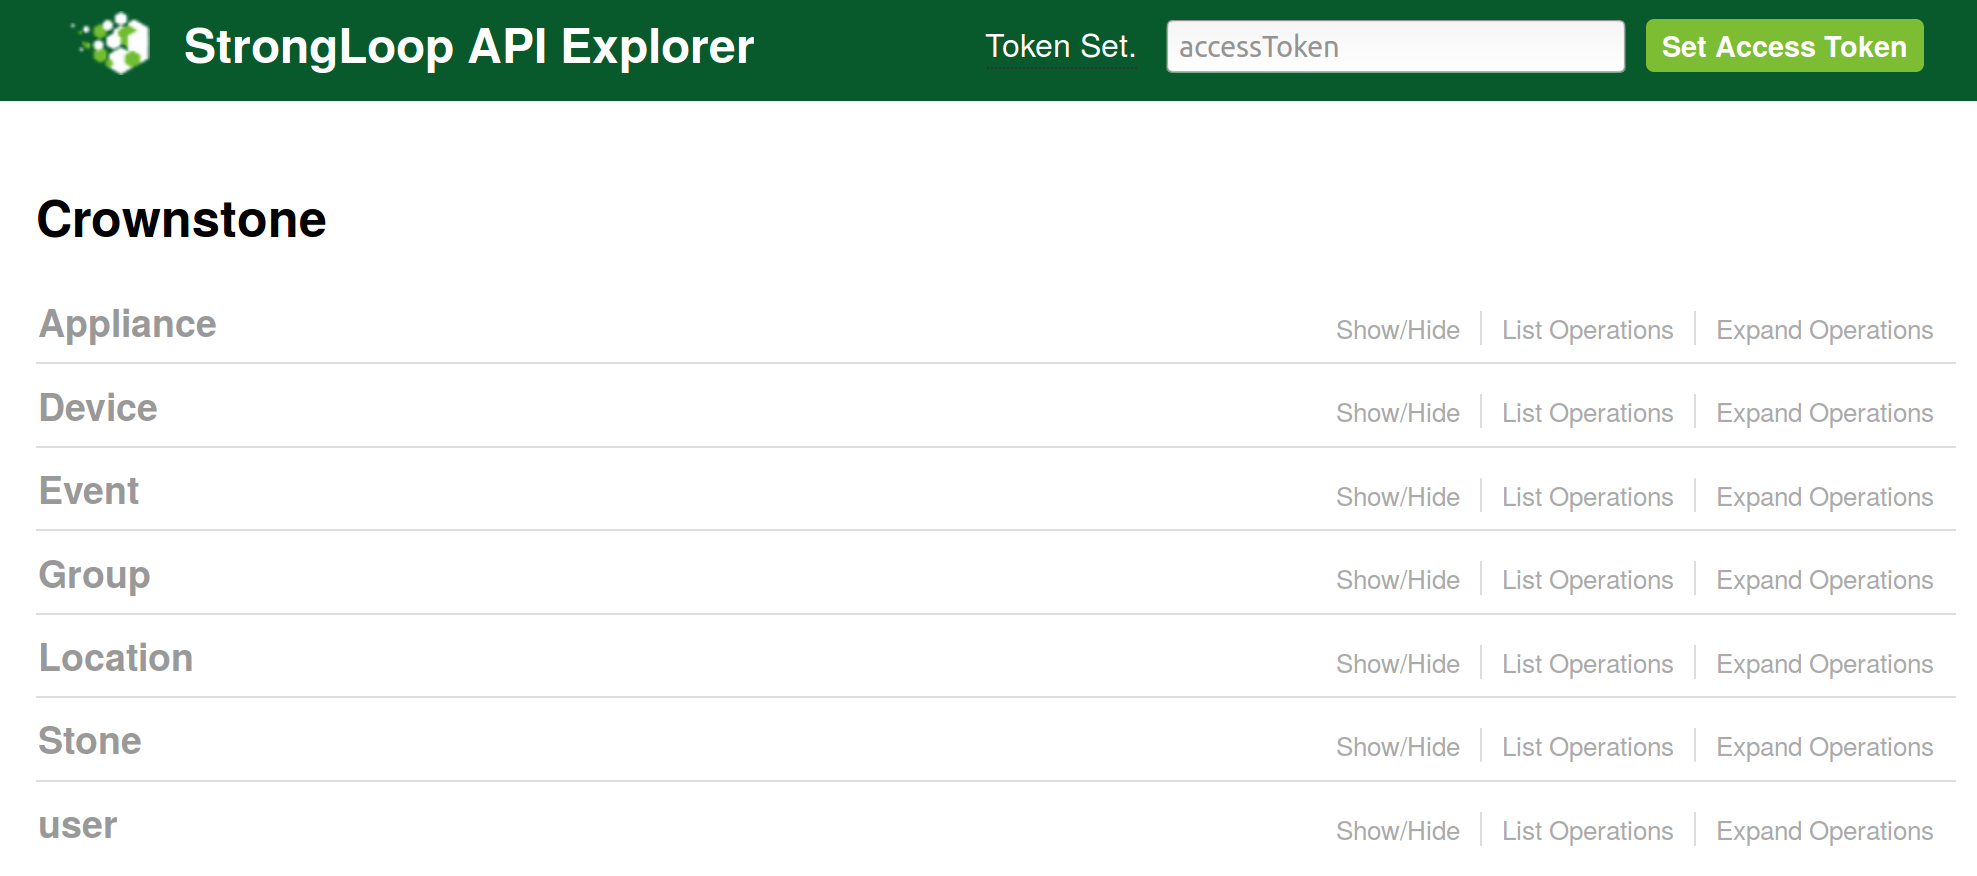 StrongLoop API Explorer Token Set. accessToken Set Access Token
Crownstone
Appliance Show/Hide List Operations Expand Operations
Device Show/Hide List Operations Expand Operations
Event Show/Hide List Operations Expand Operations
Group Show/Hide List Operations Expand Operations
Location Show/Hide List Operations Expand Operations
Stone Show/Hide List Operations Expand Operations
user Show/Hide List Operations Expand Operations